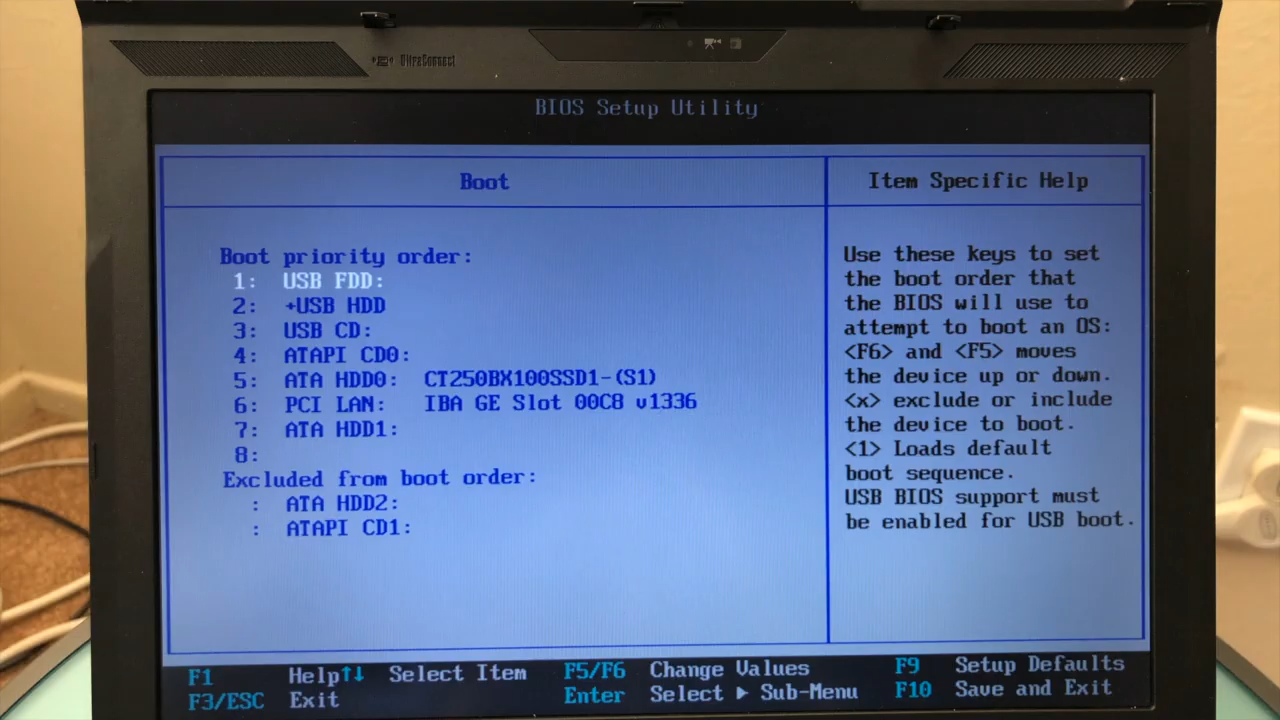 UltraConnect
BIOS Setup Utility
Boot
Item Specific Help
Boot priority order:
1: USB FDD:
2: +USB HDD
3: USB CD:
4: ATAPI CD0:
5: ATA HDD0: CT250BX100SSD1-(S1)
6: PCI LAN: IBA GE Slot 00C8 v1336
7: ATA HDD1:
8:
Excluded from boot order:
: ATA HDD2:
: ATAPI CD1:
Use these keys to set
the boot order that
the BIOS will use to
attempt to boot an OS:
<F6> and <F5> moves
the device up or down.
<x> exclude or include
the device to boot.
<1> Loads default
boot sequence.
USB BIOS support must
be enabled for USB boot.
F1 Help↑↓ Select Item F5/F6 Change Values F9 Setup Defaults
F3/ESC Exit Enter Select ▶ Sub-Menu F10 Save and Exit